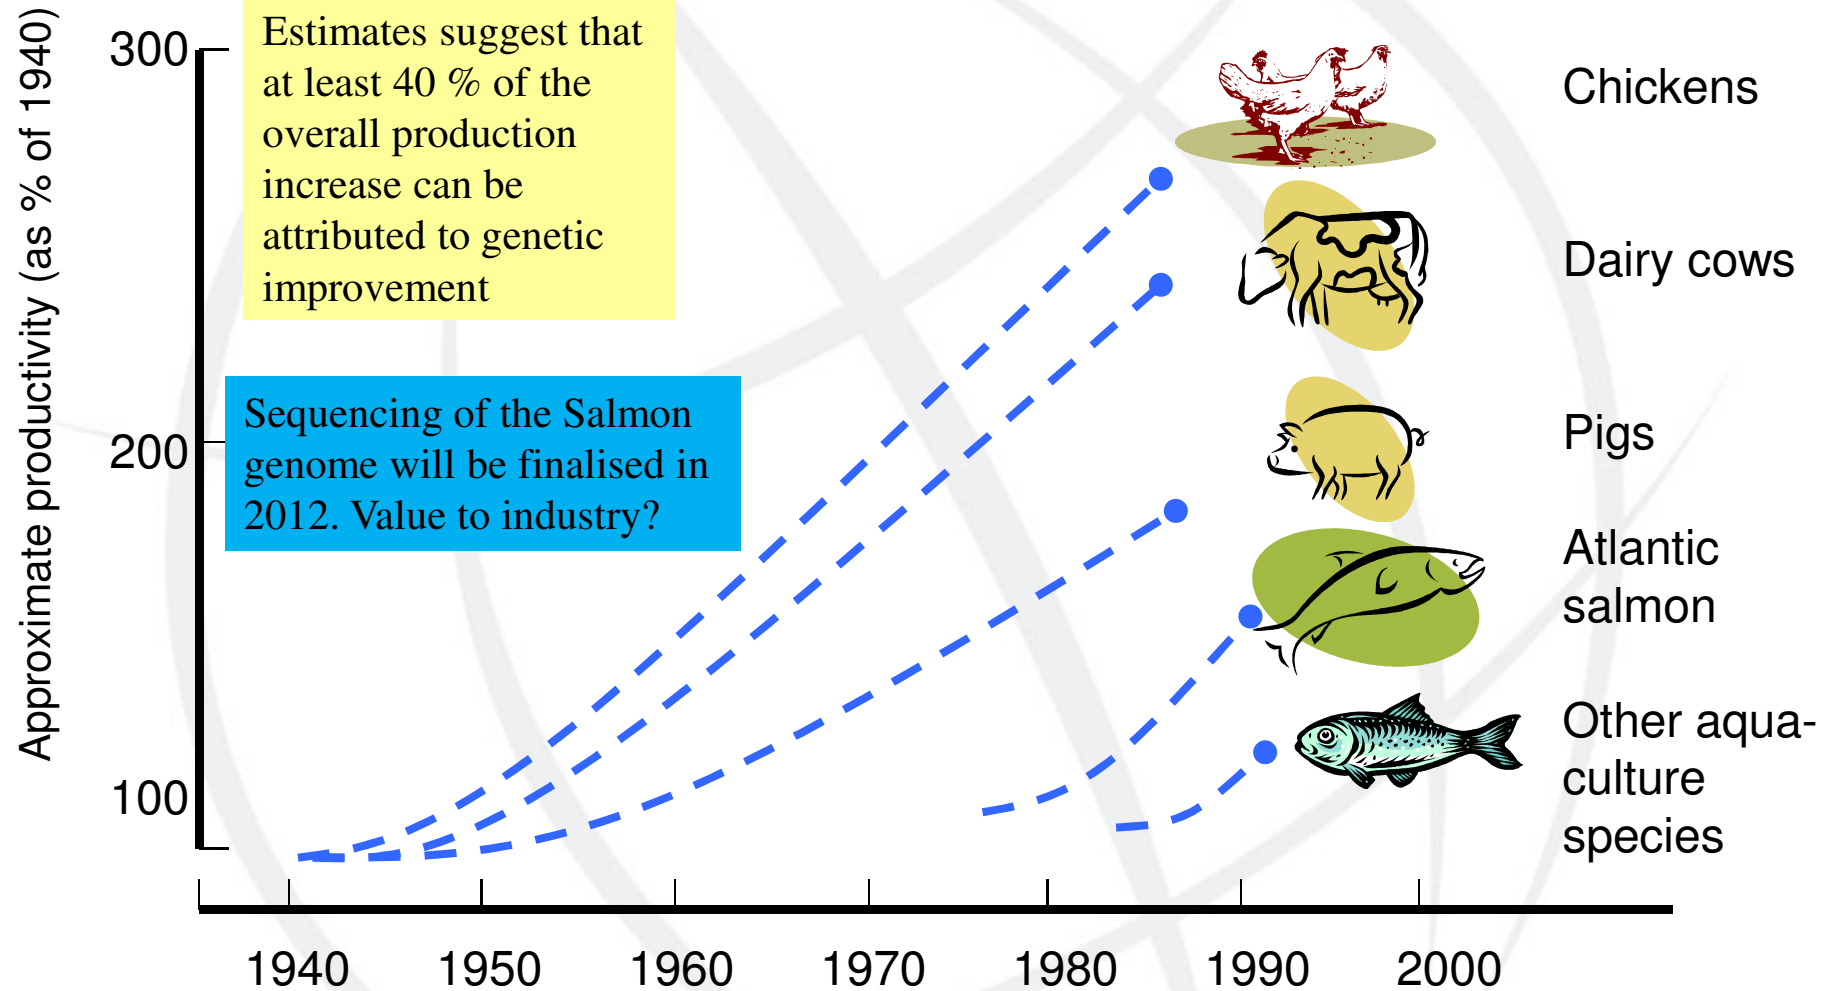 Approximate productivity (as % of 1940)
300
200
100
Estimates suggest that
at least 40 % of the
overall production
increase can be
attributed to genetic
improvement
Sequencing of the Salmon
genome will be finalised in
2012. Value to industry?
Chickens
Dairy cows
Pigs
Atlantic
salmon
Other aqua-
culture
species
1940 1950 1960 1970 1980 1990 2000